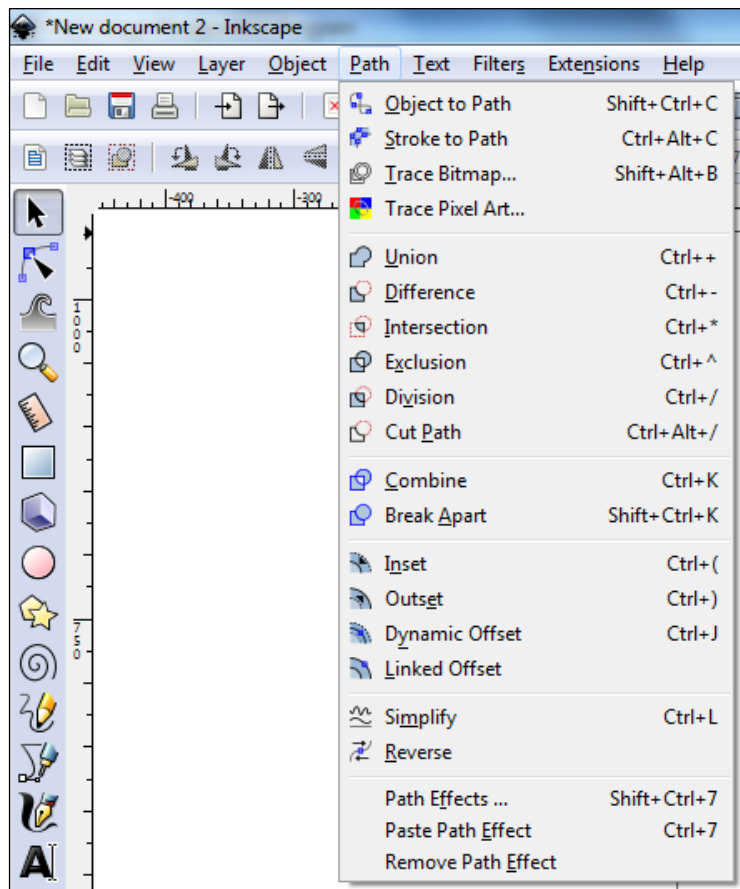 *New document 2 - Inkscape
File Edit View Layer Object Path Text Filters Extensions Help
Object to Path Shift+Ctrl+C
Stroke to Path Ctrl+Alt+C
Trace Bitmap... Shift+Alt+B
Trace Pixel Art...
-400 -300
Union Ctrl++
Difference Ctrl+-
Intersection Ctrl+*
Exclusion Ctrl+^
Division Ctrl+/
Cut Path Ctrl+Alt+/
Combine Ctrl+K
Break Apart Shift+Ctrl+K
Inset Ctrl+(
Outset Ctrl+)
Dynamic Offset Ctrl+J
Linked Offset
Simplify Ctrl+L
Reverse
Path Effects ... Shift+Ctrl+7
Paste Path Effect Ctrl+7
Remove Path Effect
1000
750